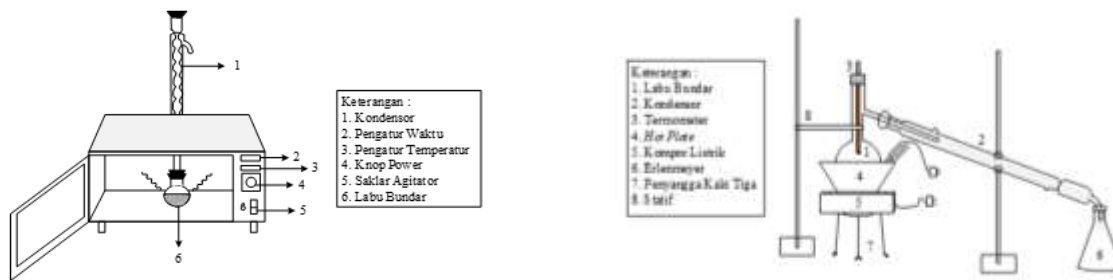 1
Keterangan :
1. Kondensor
2. Pengatur Waktu
3. Pengatur Temperatur
4. Knop Power
5. Saklar Agitator
6. Labu Bundar
2
3
4
6
5
6
Keterangan :
1. Labu Bundar
2. Kondensor
3. Termometer
4. Hot Plate
5. Kompor Listrik
6. Erlenmeyer
7. Penyangga Kaki Tiga
8. Statif
3
8
2
1
4
5
7
6